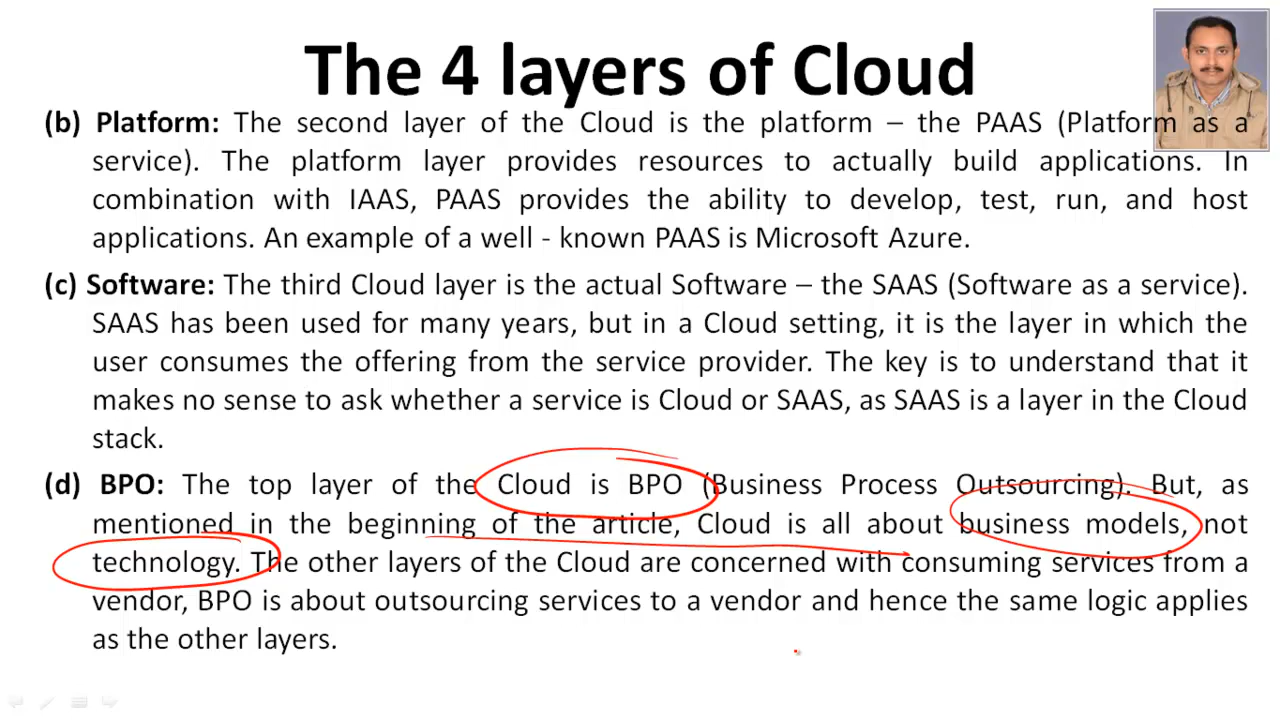 The 4 layers of Cloud
(b) Platform: The second layer of the Cloud is the platform – the PAAS (Platform as a
service). The platform layer provides resources to actually build applications. In
combination with IAAS, PAAS provides the ability to develop, test, run, and host
applications. An example of a well - known PAAS is Microsoft Azure.
(c) Software: The third Cloud layer is the actual Software – the SAAS (Software as a service).
SAAS has been used for many years, but in a Cloud setting, it is the layer in which the
user consumes the offering from the service provider. The key is to understand that it
makes no sense to ask whether a service is Cloud or SAAS, as SAAS is a layer in the Cloud
stack.
(d) BPO: The top layer of the Cloud is BPO (Business Process Outsourcing). But, as
mentioned in the beginning of the article, Cloud is all about business models, not
technology. The other layers of the Cloud are concerned with consuming services from a
vendor, BPO is about outsourcing services to a vendor and hence the same logic applies
as the other layers.